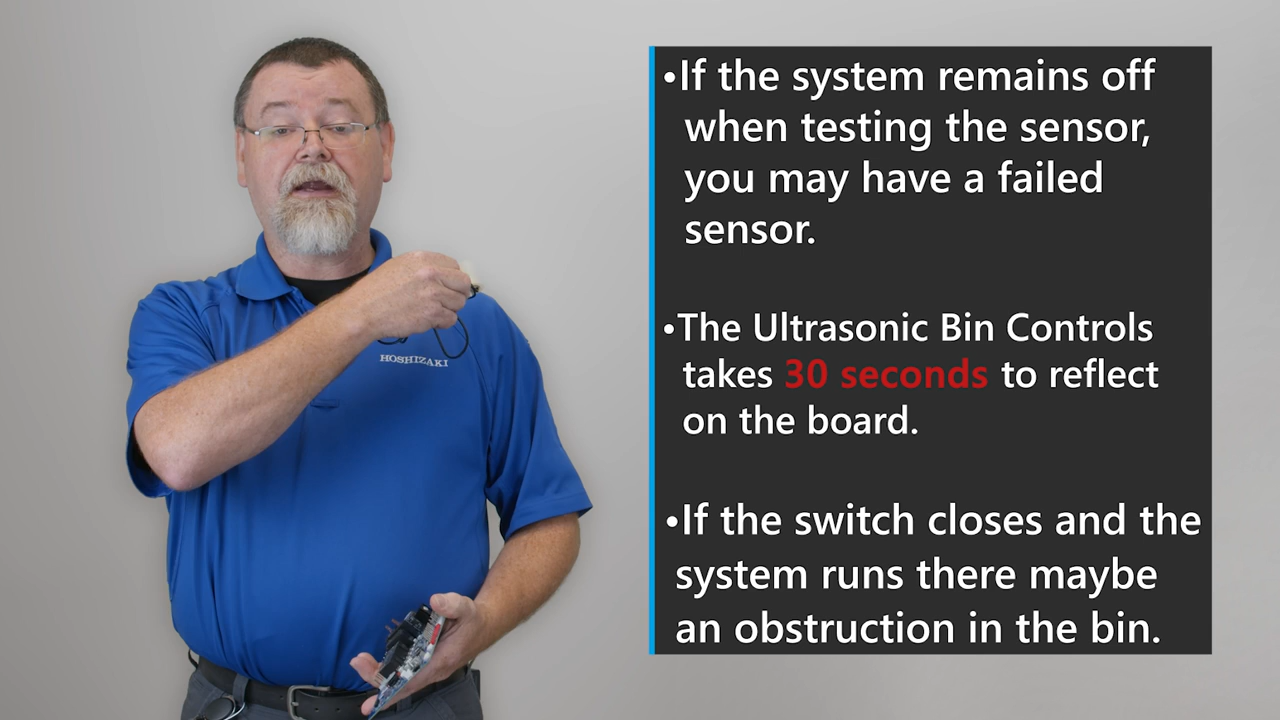 HOSHIZAKI
•If the system remains off
when testing the sensor,
you may have a failed
sensor.
•The Ultrasonic Bin Controls
takes 30 seconds to reflect
on the board.
•If the switch closes and the
system runs there maybe
an obstruction in the bin.